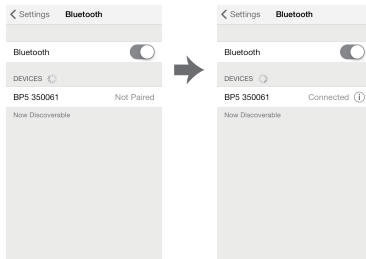 Settings Bluetooth
Bluetooth
DEVICES
BP5 350061 Not Paired
Now Discoverable
Settings Bluetooth
Bluetooth
DEVICES
BP5 350061 Connected i
Now Discoverable